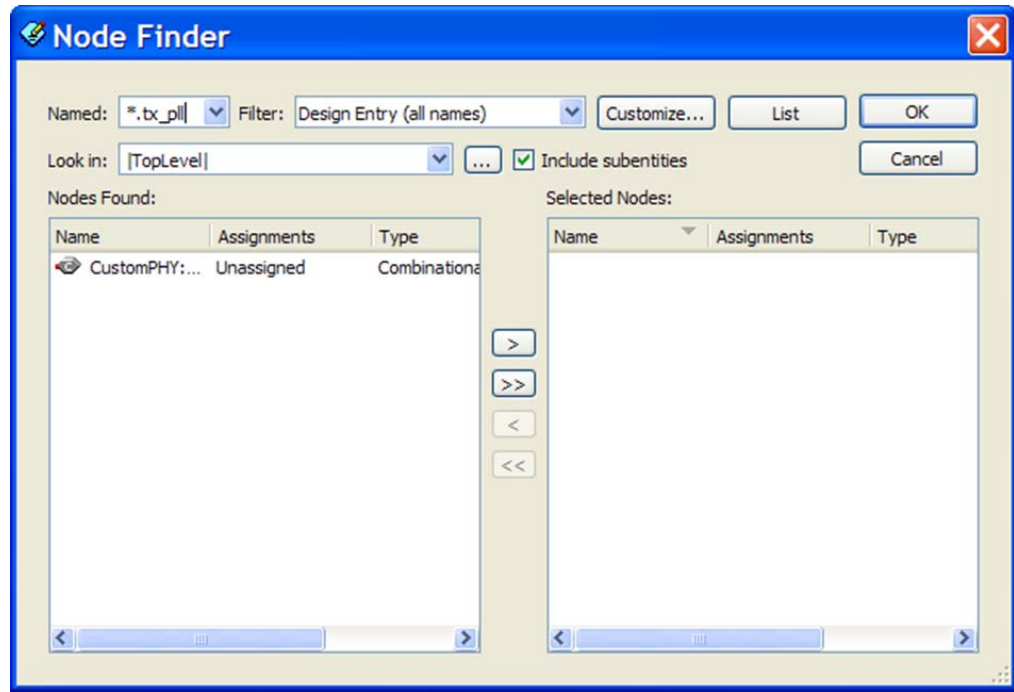 Node Finder
Named: *.tx_pll Filter: Design Entry (all names) Customize... List OK
Look in: |TopLevel| ... Include subentities Cancel
Nodes Found: Selected Nodes:
Name Assignments Type Name Assignments Type
CustomPHY:... Unassigned Combinationa
>
>>
<
<<